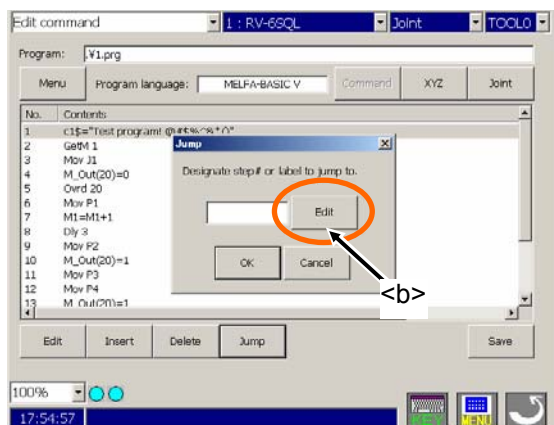 Edit command 1 : RV-6SQL Joint TOOL0
Program: .¥1.prg
Menu Program language: MELFA-BASIC V Command XYZ Joint
No. Contents
1 c1$="Test program! @#$%^&*()"
2 GetM 1
3 Mov J1
4 M_Out(20)=0
5 Ovrd 20
6 Mov P1
7 M1=M1+1
8 Dly 3
9 Mov P2
10 M_Out(20)=1
11 Mov P3
12 Mov P4
13 M_Out(20)=1
Jump
Designate step# or label to jump to.
Edit
OK Cancel
<b>
Edit Insert Delete Jump Save
100%
17:54:57
KEY MENU